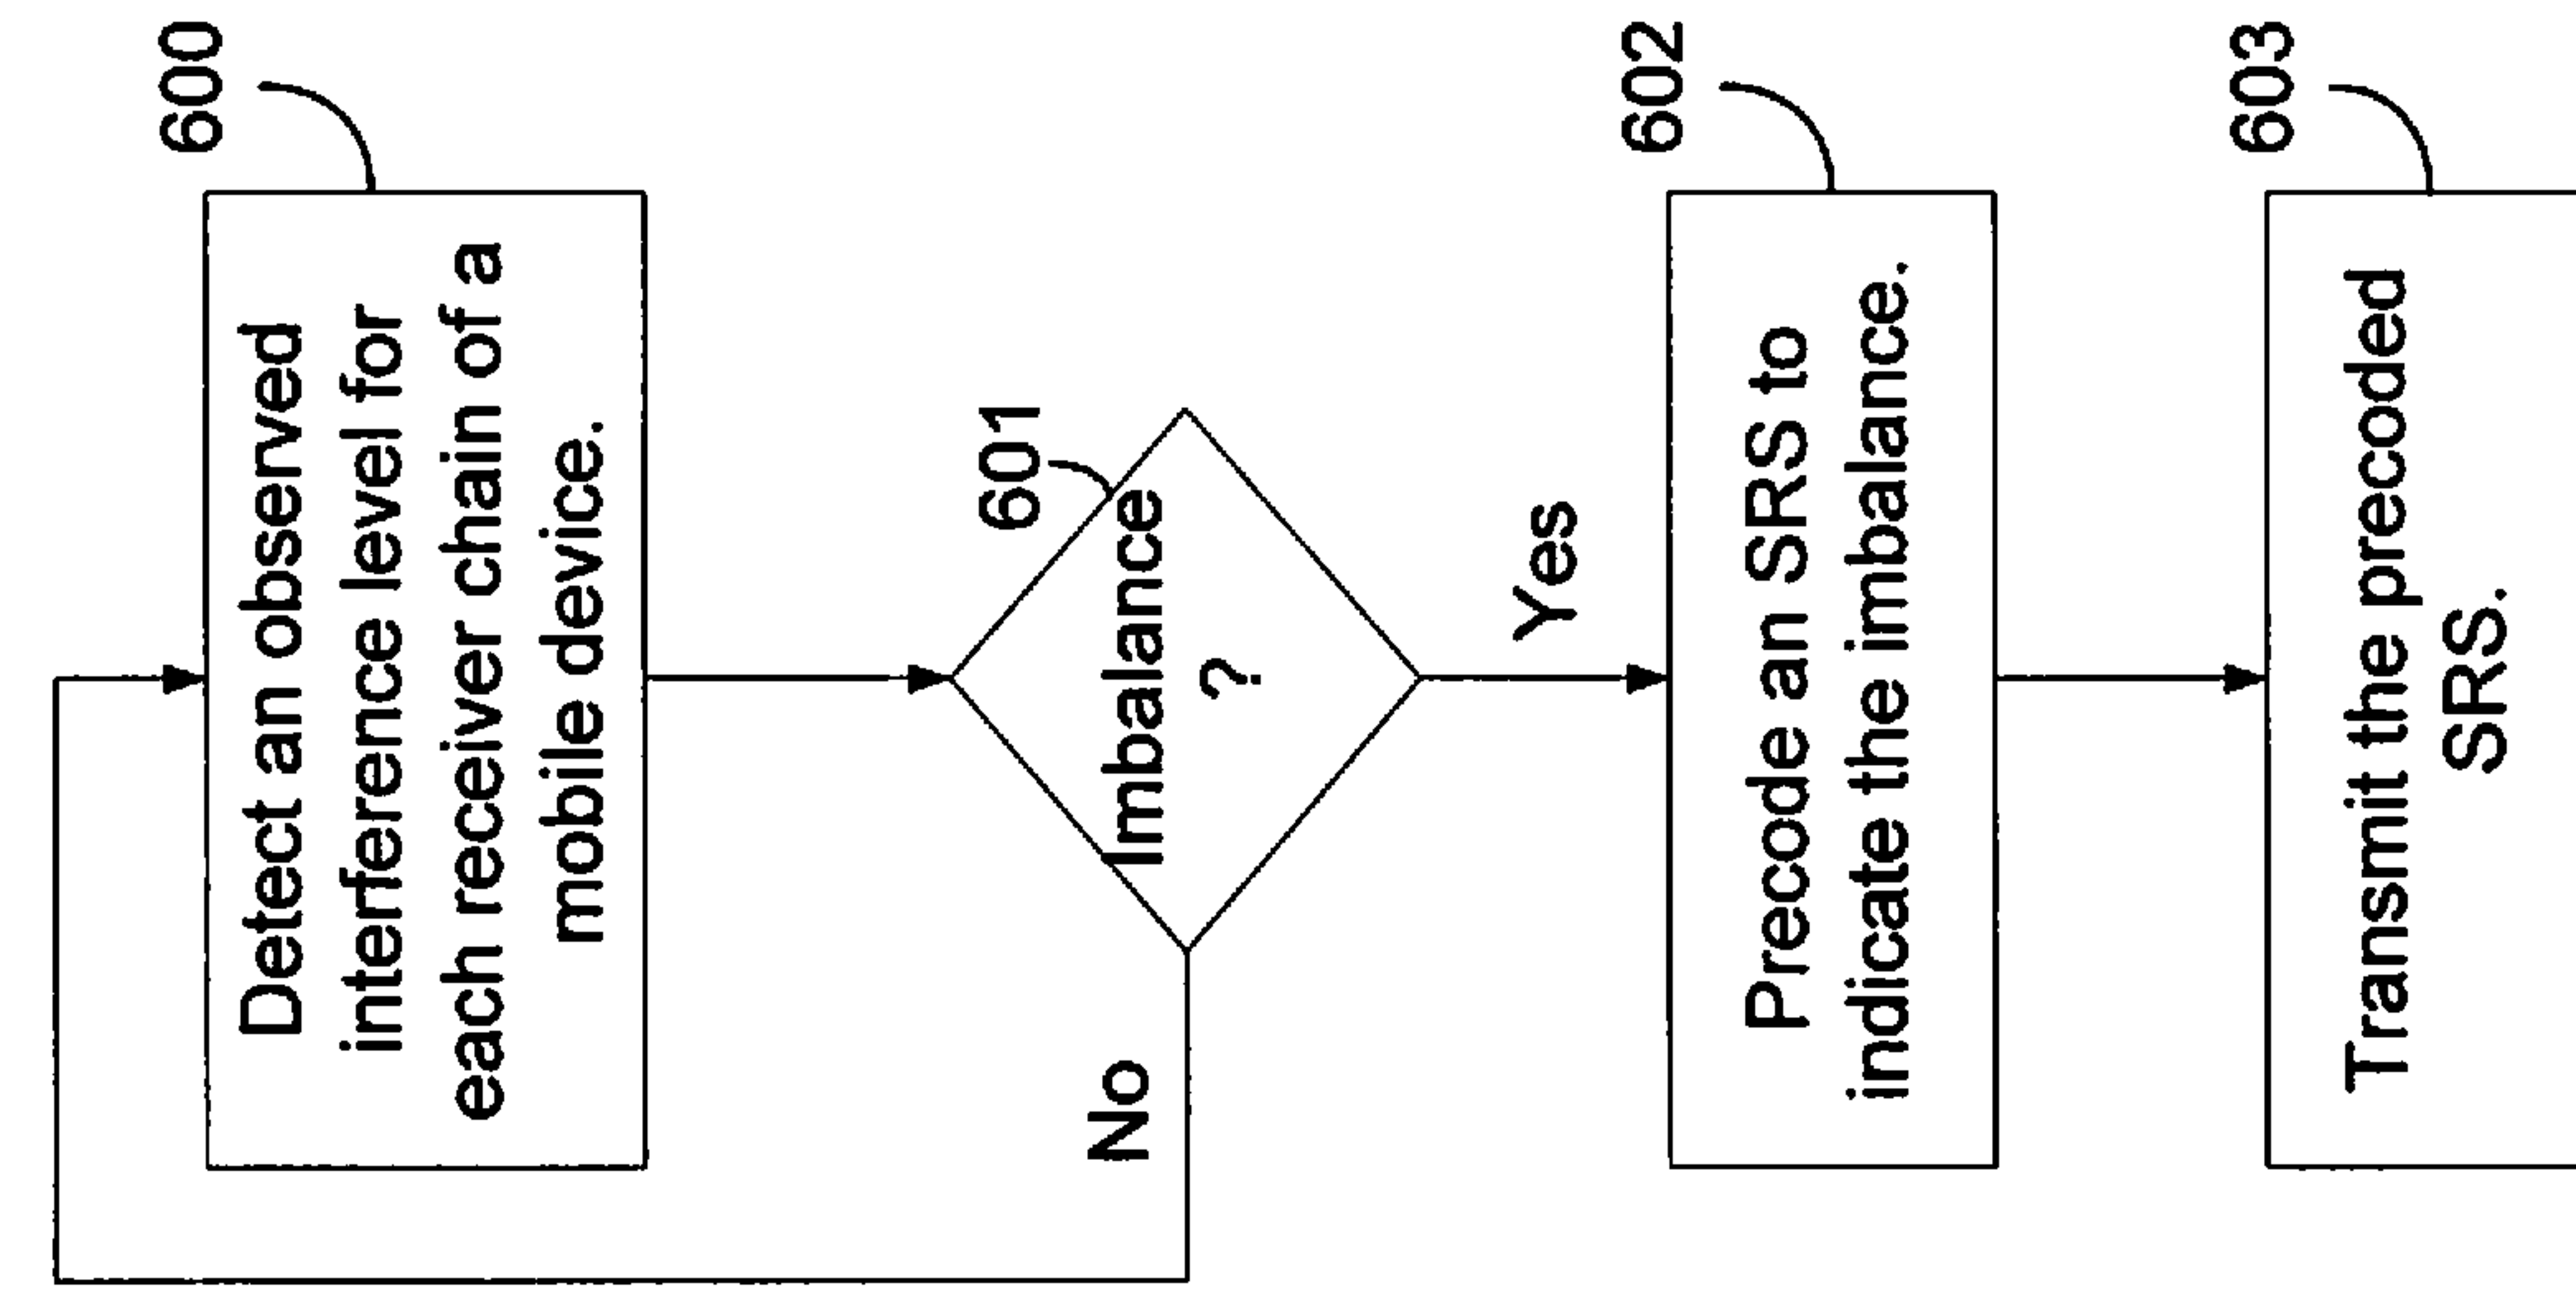 600
Detect an observed
interference level for
each receiver chain of a
mobile device.
601
Imbalance
?
No
Yes
602
Precode an SRS to
indicate the imbalance.
603
Transmit the precoded
SRS.